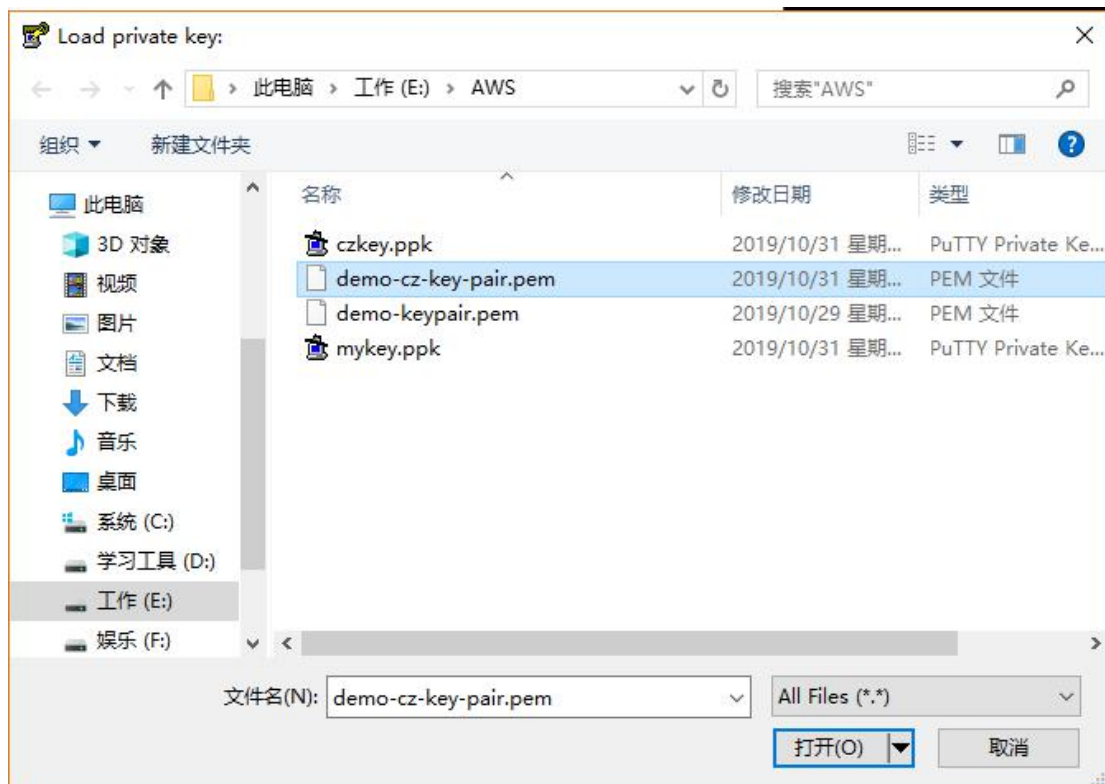 Load private key:
此电脑 › 工作 (E:) › AWS
搜索"AWS"
组织
新建文件夹
名称
修改日期
类型
此电脑
3D 对象
视频
图片
文档
下载
音乐
桌面
系统 (C:)
学习工具 (D:)
工作 (E:)
娱乐 (F:)
czkey.ppk 2019/10/31 星期... PuTTY Private Ke...
demo-cz-key-pair.pem 2019/10/31 星期... PEM 文件
demo-keypair.pem 2019/10/29 星期... PEM 文件
mykey.ppk 2019/10/31 星期... PuTTY Private Ke...
文件名(N): demo-cz-key-pair.pem
All Files (*.*)
打开(O)
取消